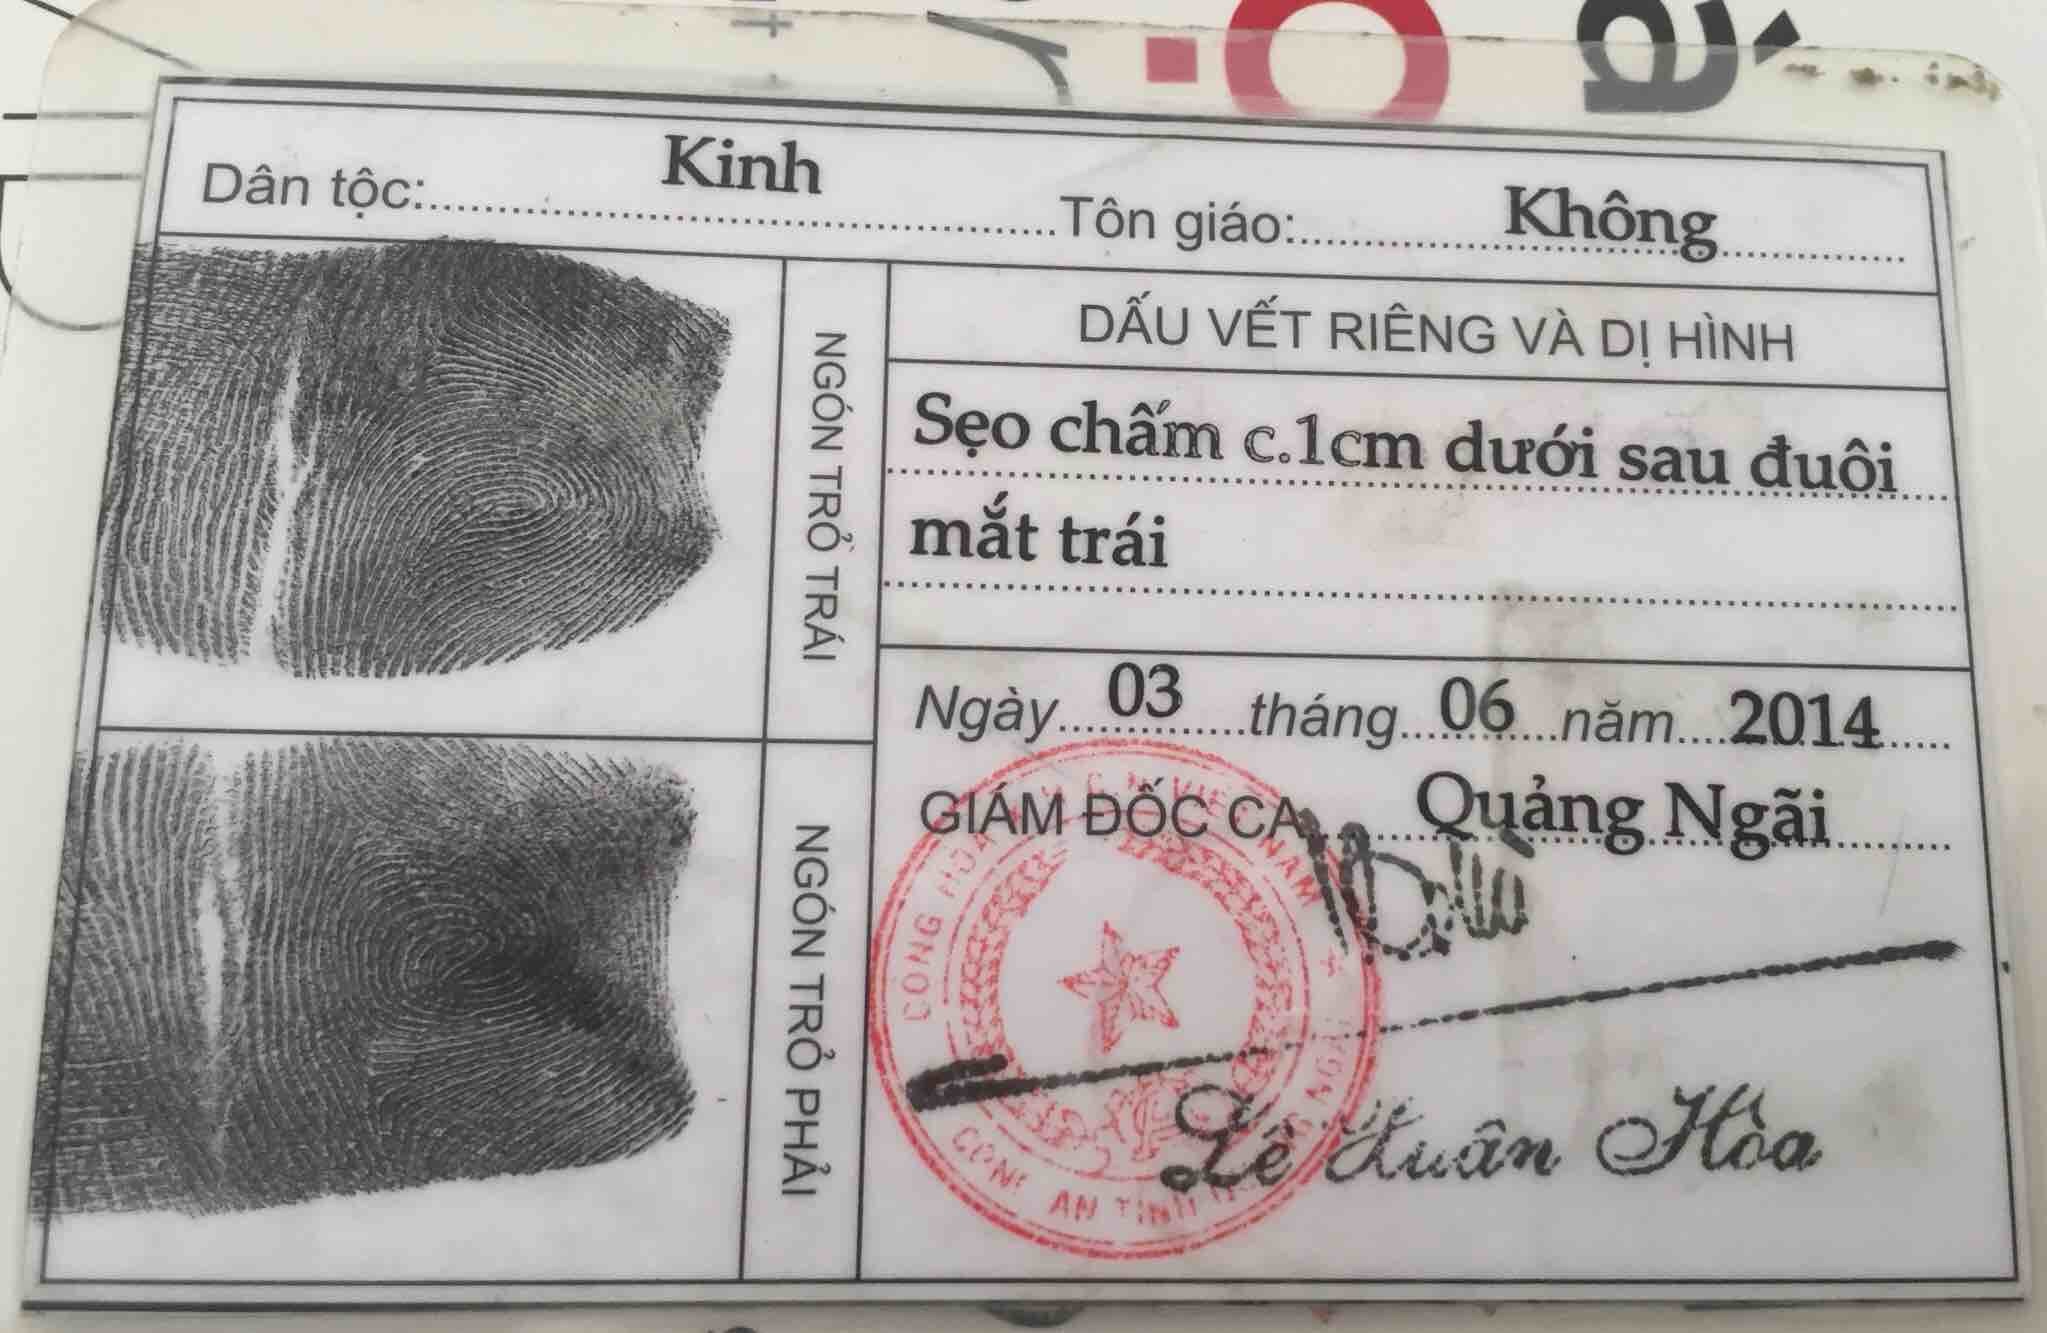 Dân tộc: Kinh Tôn giáo: Không
NGÓN TRỎ TRÁI
DẤU VẾT RIÊNG VÀ DỊ HÌNH
Sẹo chấm c.1cm dưới sau đuôi
mắt trái
NGÓN TRỎ PHẢI
Ngày 03 tháng 06 năm 2014
GIÁM ĐỐC CA Quảng Ngãi
Lê Xuân Hòa